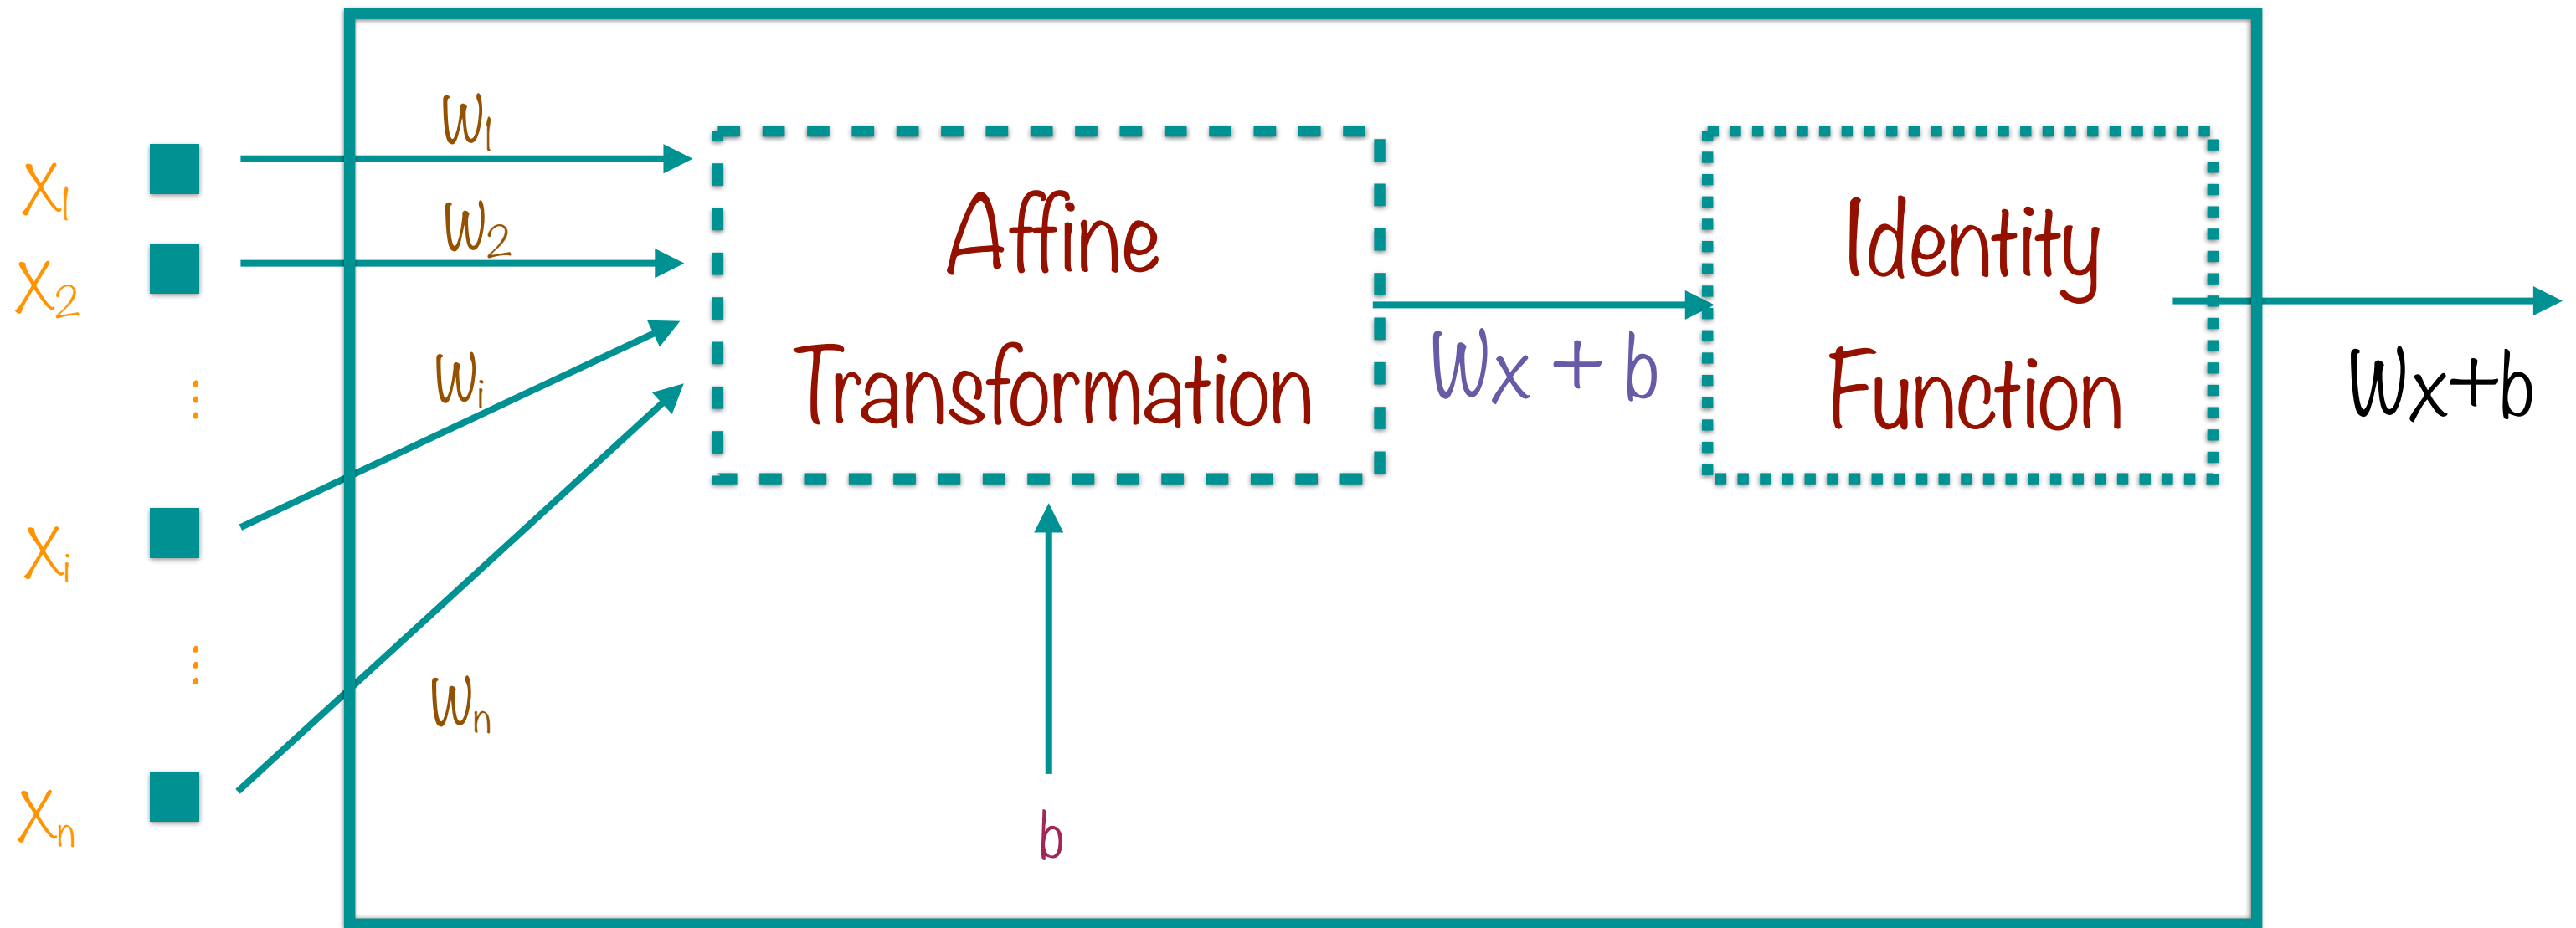 X1
X2
⋮
Xi
⋮
Xn
W1
W2
Wi
Wn
Affine
Transformation
b
Wx + b
Identity
Function
Wx+b